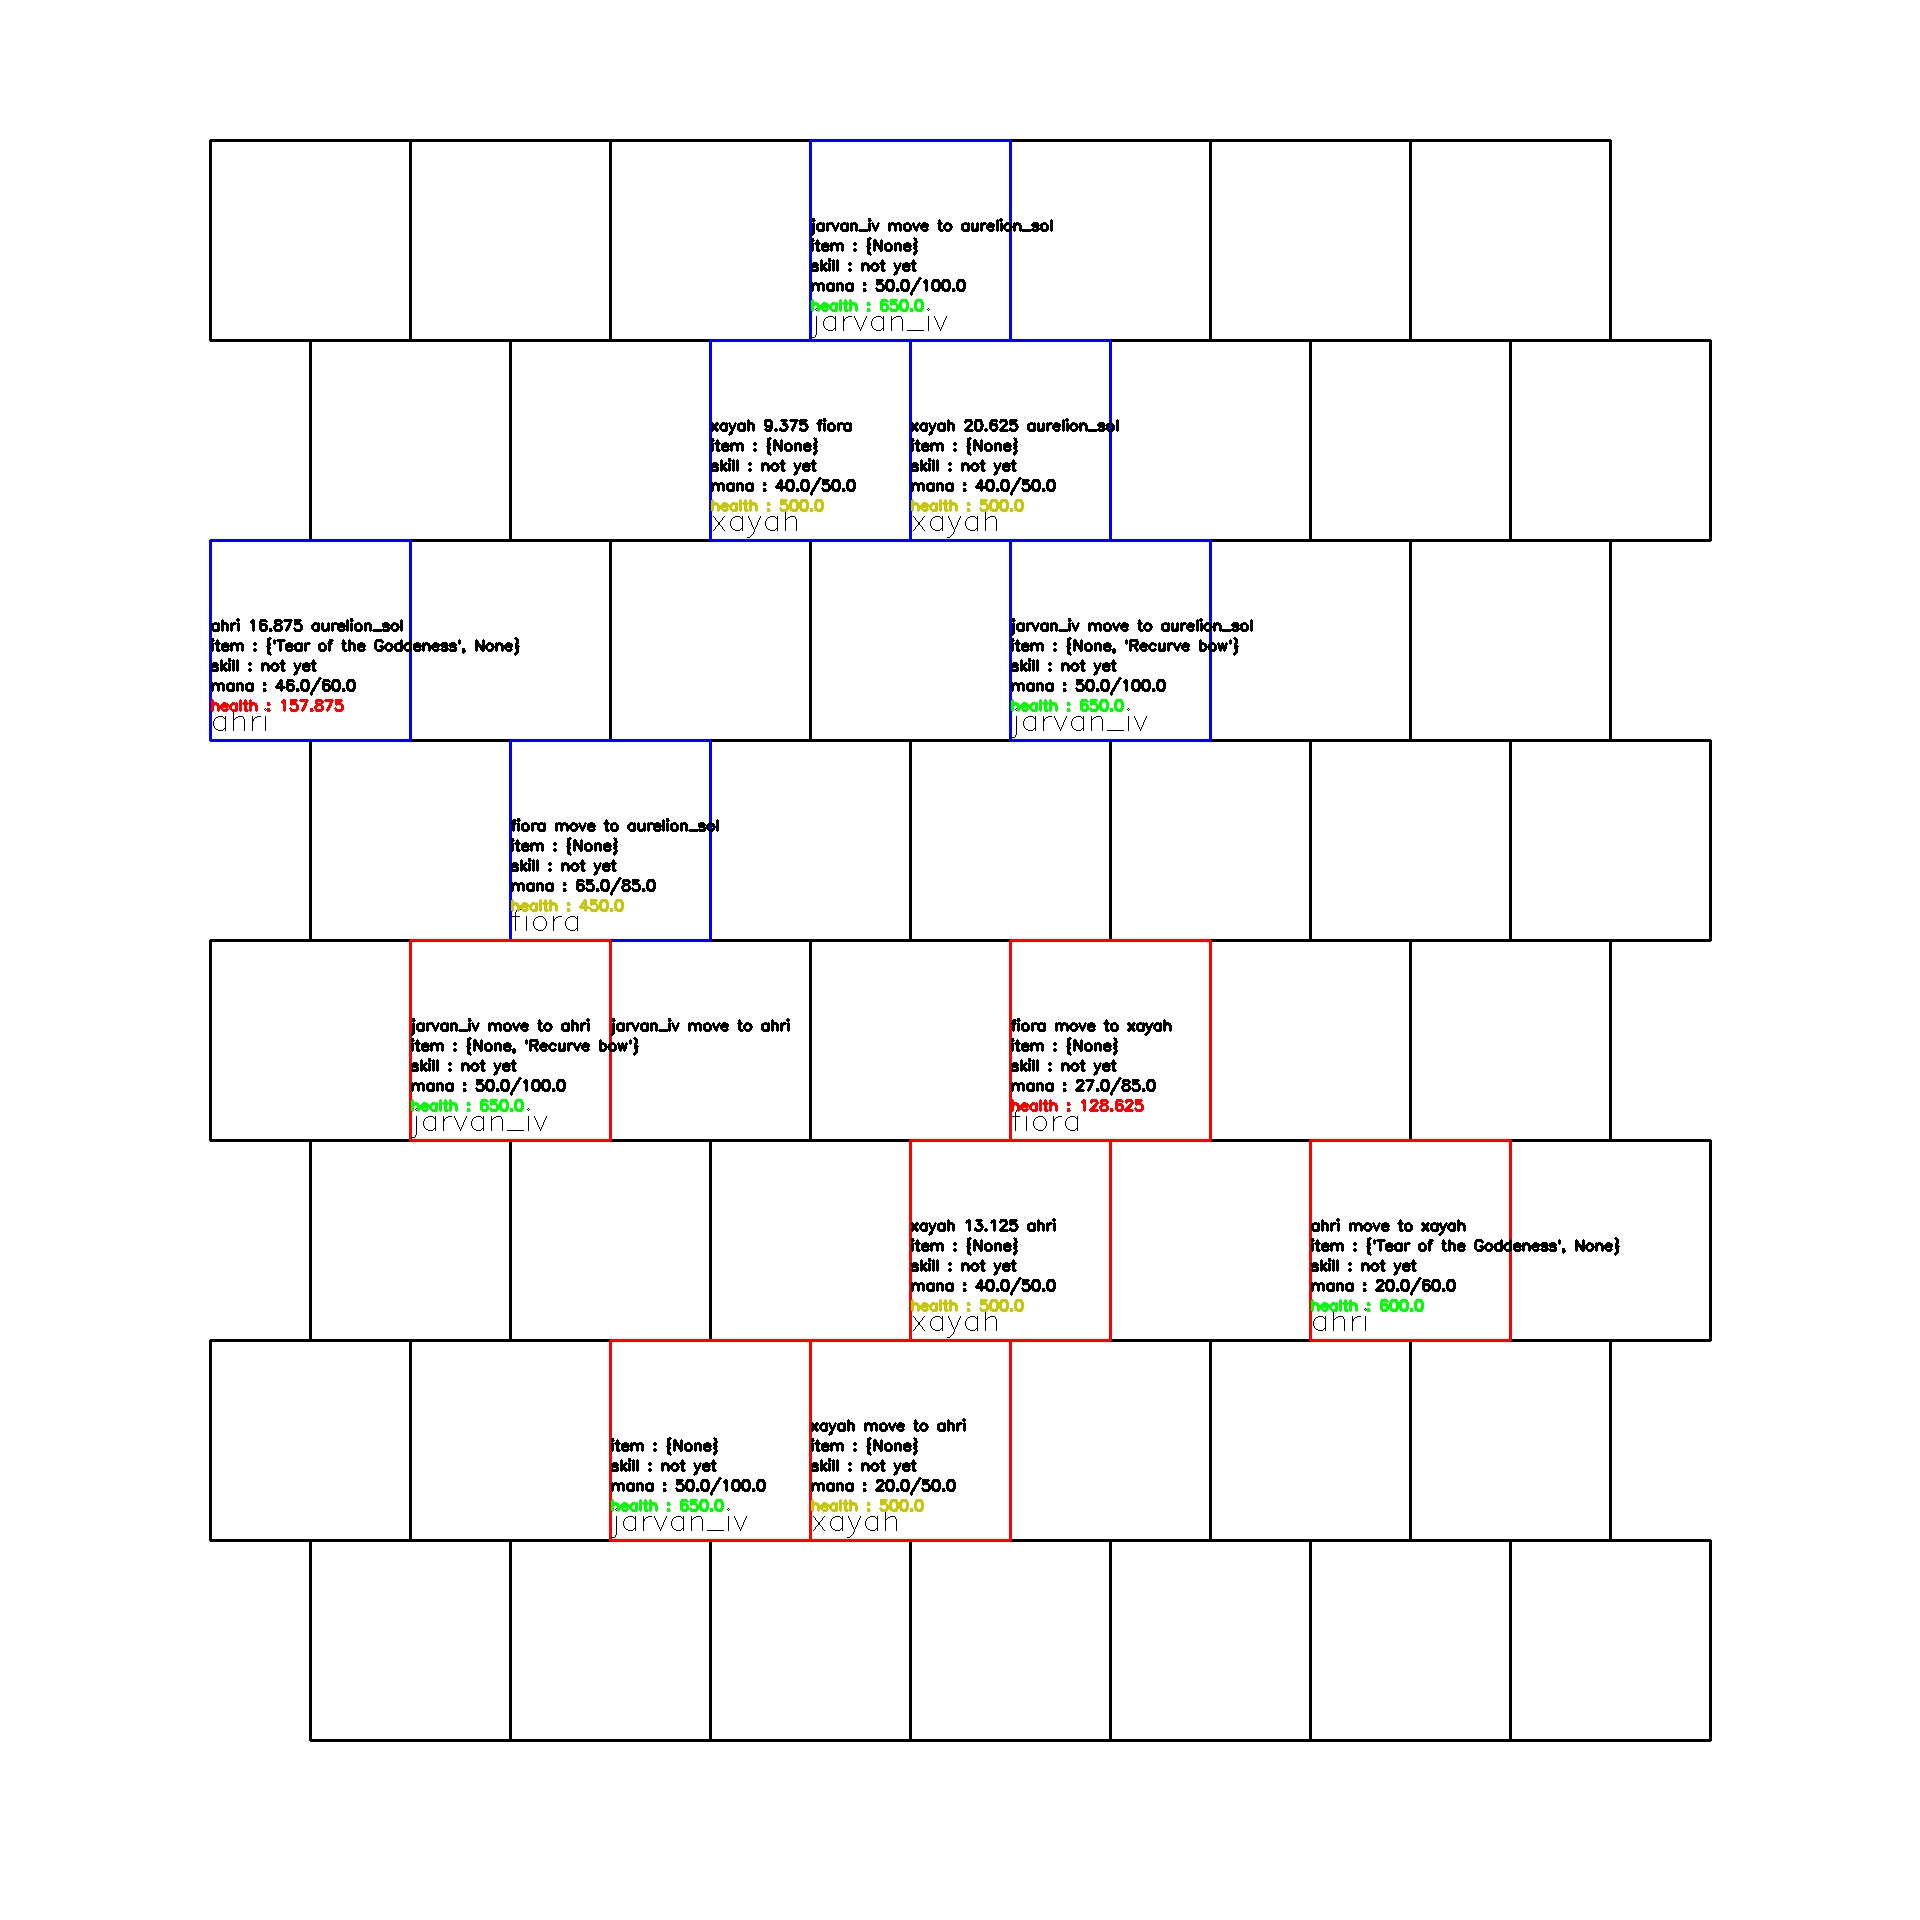 jarvan_iv move to aurelion_sol
item : {None}
skill : not yet
mana : 50.0/100.0
health : 650.0
jarvan_iv
xayah 9.375 fiora
item : {None}
skill : not yet
mana : 40.0/50.0
health : 500.0
xayah
xayah 20.625 aurelion_sol
item : {None}
skill : not yet
mana : 40.0/50.0
health : 500.0
xayah
ahri 16.875 aurelion_sol
item : {'Tear of the Goddeness', None}
skill : not yet
mana : 46.0/60.0
health : 157.875
ahri
jarvan_iv move to aurelion_sol
item : {None, 'Recurve bow'}
skill : not yet
mana : 50.0/100.0
health : 650.0
jarvan_iv
fiora move to aurelion_sol
item : {None}
skill : not yet
mana : 65.0/85.0
health : 450.0
fiora
jarvan_iv move to ahri
item : {None, 'Recurve bow'}
skill : not yet
mana : 50.0/100.0
health : 650.0
jarvan_iv
jarvan_iv move to ahri
fiora move to xayah
item : {None}
skill : not yet
mana : 27.0/85.0
health : 128.625
fiora
xayah 13.125 ahri
item : {None}
skill : not yet
mana : 40.0/50.0
health : 500.0
xayah
ahri move to xayah
item : {'Tear of the Goddeness', None}
skill : not yet
mana : 20.0/60.0
health : 600.0
ahri
item : {None}
skill : not yet
mana : 50.0/100.0
health : 650.0
jarvan_iv
xayah move to ahri
item : {None}
skill : not yet
mana : 20.0/50.0
health : 500.0
xayah